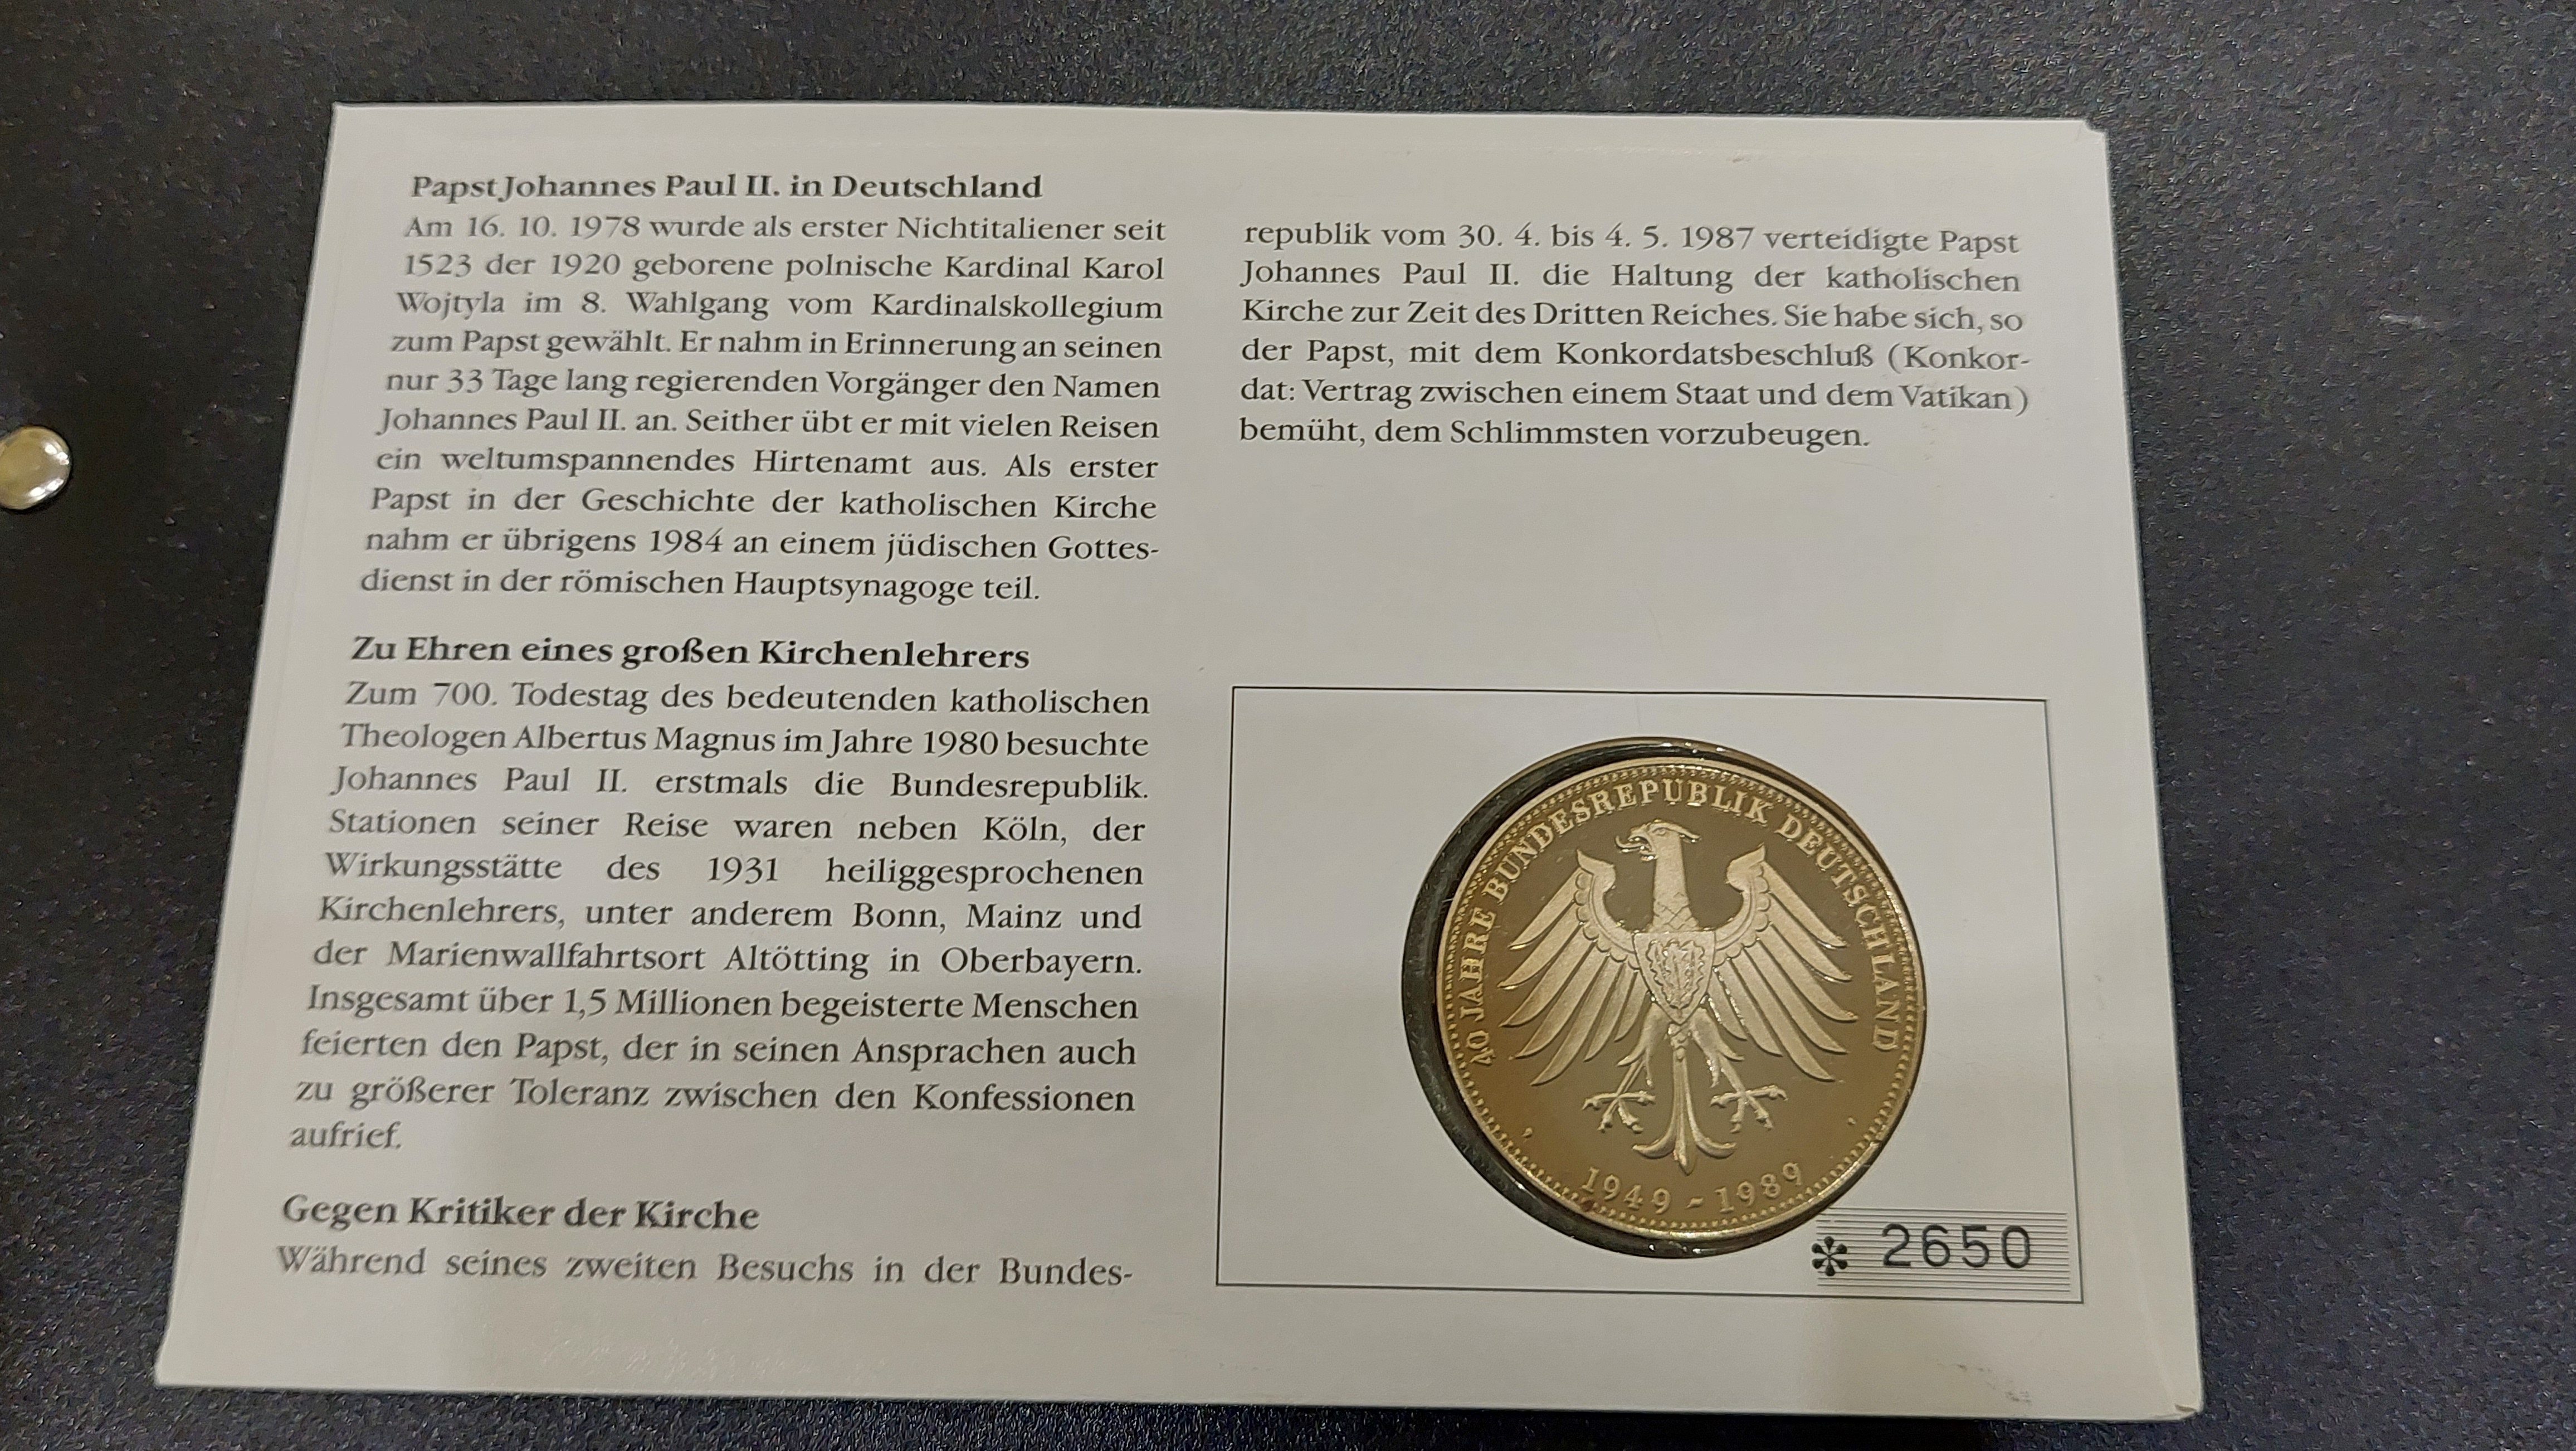 Papst Johannes Paul II. in Deutschland
Am 16. 10. 1978 wurde als erster Nichtitaliener seit
1523 der 1920 geborene polnische Kardinal Karol
Wojtyla im 8. Wahlgang vom Kardinalskollegium
zum Papst gewählt. Er nahm in Erinnerung an seinen
nur 33 Tage lang regierenden Vorgänger den Namen
Johannes Paul II. an. Seither übt er mit vielen Reisen
ein weltumspannendes Hirtenamt aus. Als erster
Papst in der Geschichte der katholischen Kirche
nahm er übrigens 1984 an einem jüdischen Gottes-
dienst in der römischen Hauptsynagoge teil.
Zu Ehren eines großen Kirchenlehrers
Zum 700. Todestag des bedeutenden katholischen
Theologen Albertus Magnus im Jahre 1980 besuchte
Johannes Paul II. erstmals die Bundesrepublik.
Stationen seiner Reise waren neben Köln, der
Wirkungsstätte des 1931 heiliggesprochenen
Kirchenlehrers, unter anderem Bonn, Mainz und
der Marienwallfahrtsort Altötting in Oberbayern.
Insgesamt über 1,5 Millionen begeisterte Menschen
feierten den Papst, der in seinen Ansprachen auch
zu größerer Toleranz zwischen den Konfessionen
aufrief.
Gegen Kritiker der Kirche
Während seines zweiten Besuchs in der Bundes-
republik vom 30. 4. bis 4. 5. 1987 verteidigte Papst
Johannes Paul II. die Haltung der katholischen
Kirche zur Zeit des Dritten Reiches. Sie habe sich, so
der Papst, mit dem Konkordatsbeschluß (Konkor-
dat: Vertrag zwischen einem Staat und dem Vatikan)
bemüht, dem Schlimmsten vorzubeugen.
40 JAHRE BUNDESREPUBLIK DEUTSCHLAND
1949 - 1989
* 2650